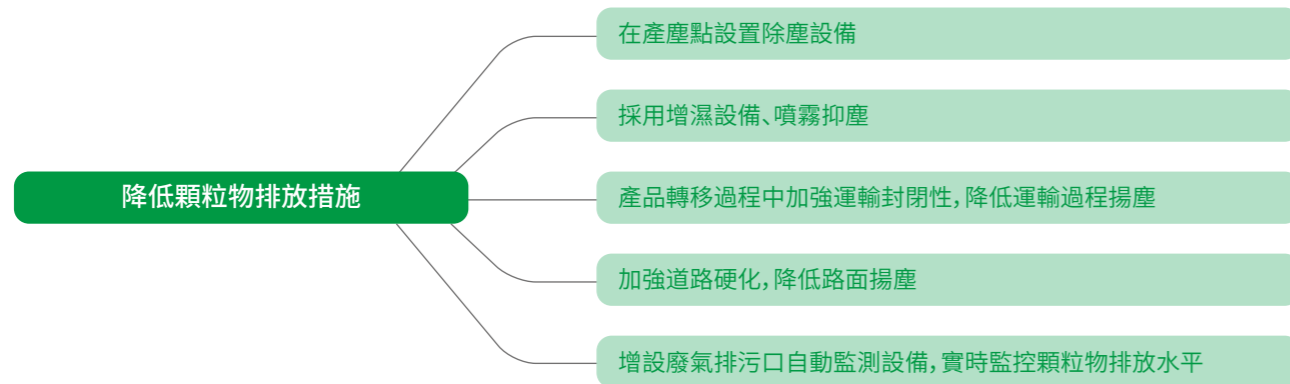 降低顆粒物排放措施
在產塵點設置除塵設備
採用增濕設備、噴霧抑塵
產品轉移過程中加強運輸封閉性，降低運輸過程揚塵
加強道路硬化，降低路面揚塵
增設廢氣排污口自動監測設備，實時監控顆粒物排放水平